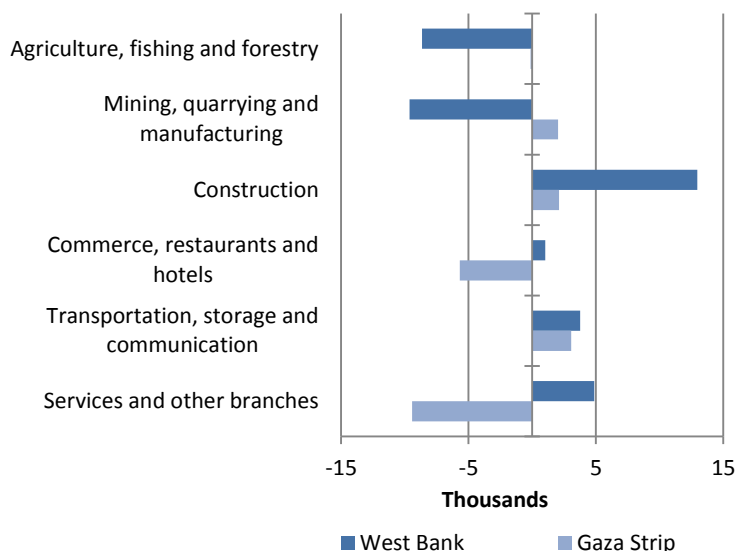 Agriculture, fishing and forestry
Mining, quarrying and
manufacturing
Construction
Commerce, restaurants and
hotels
Transportation, storage and
communication
Services and other branches
-15 -5 5 15
Thousands
West Bank Gaza Strip